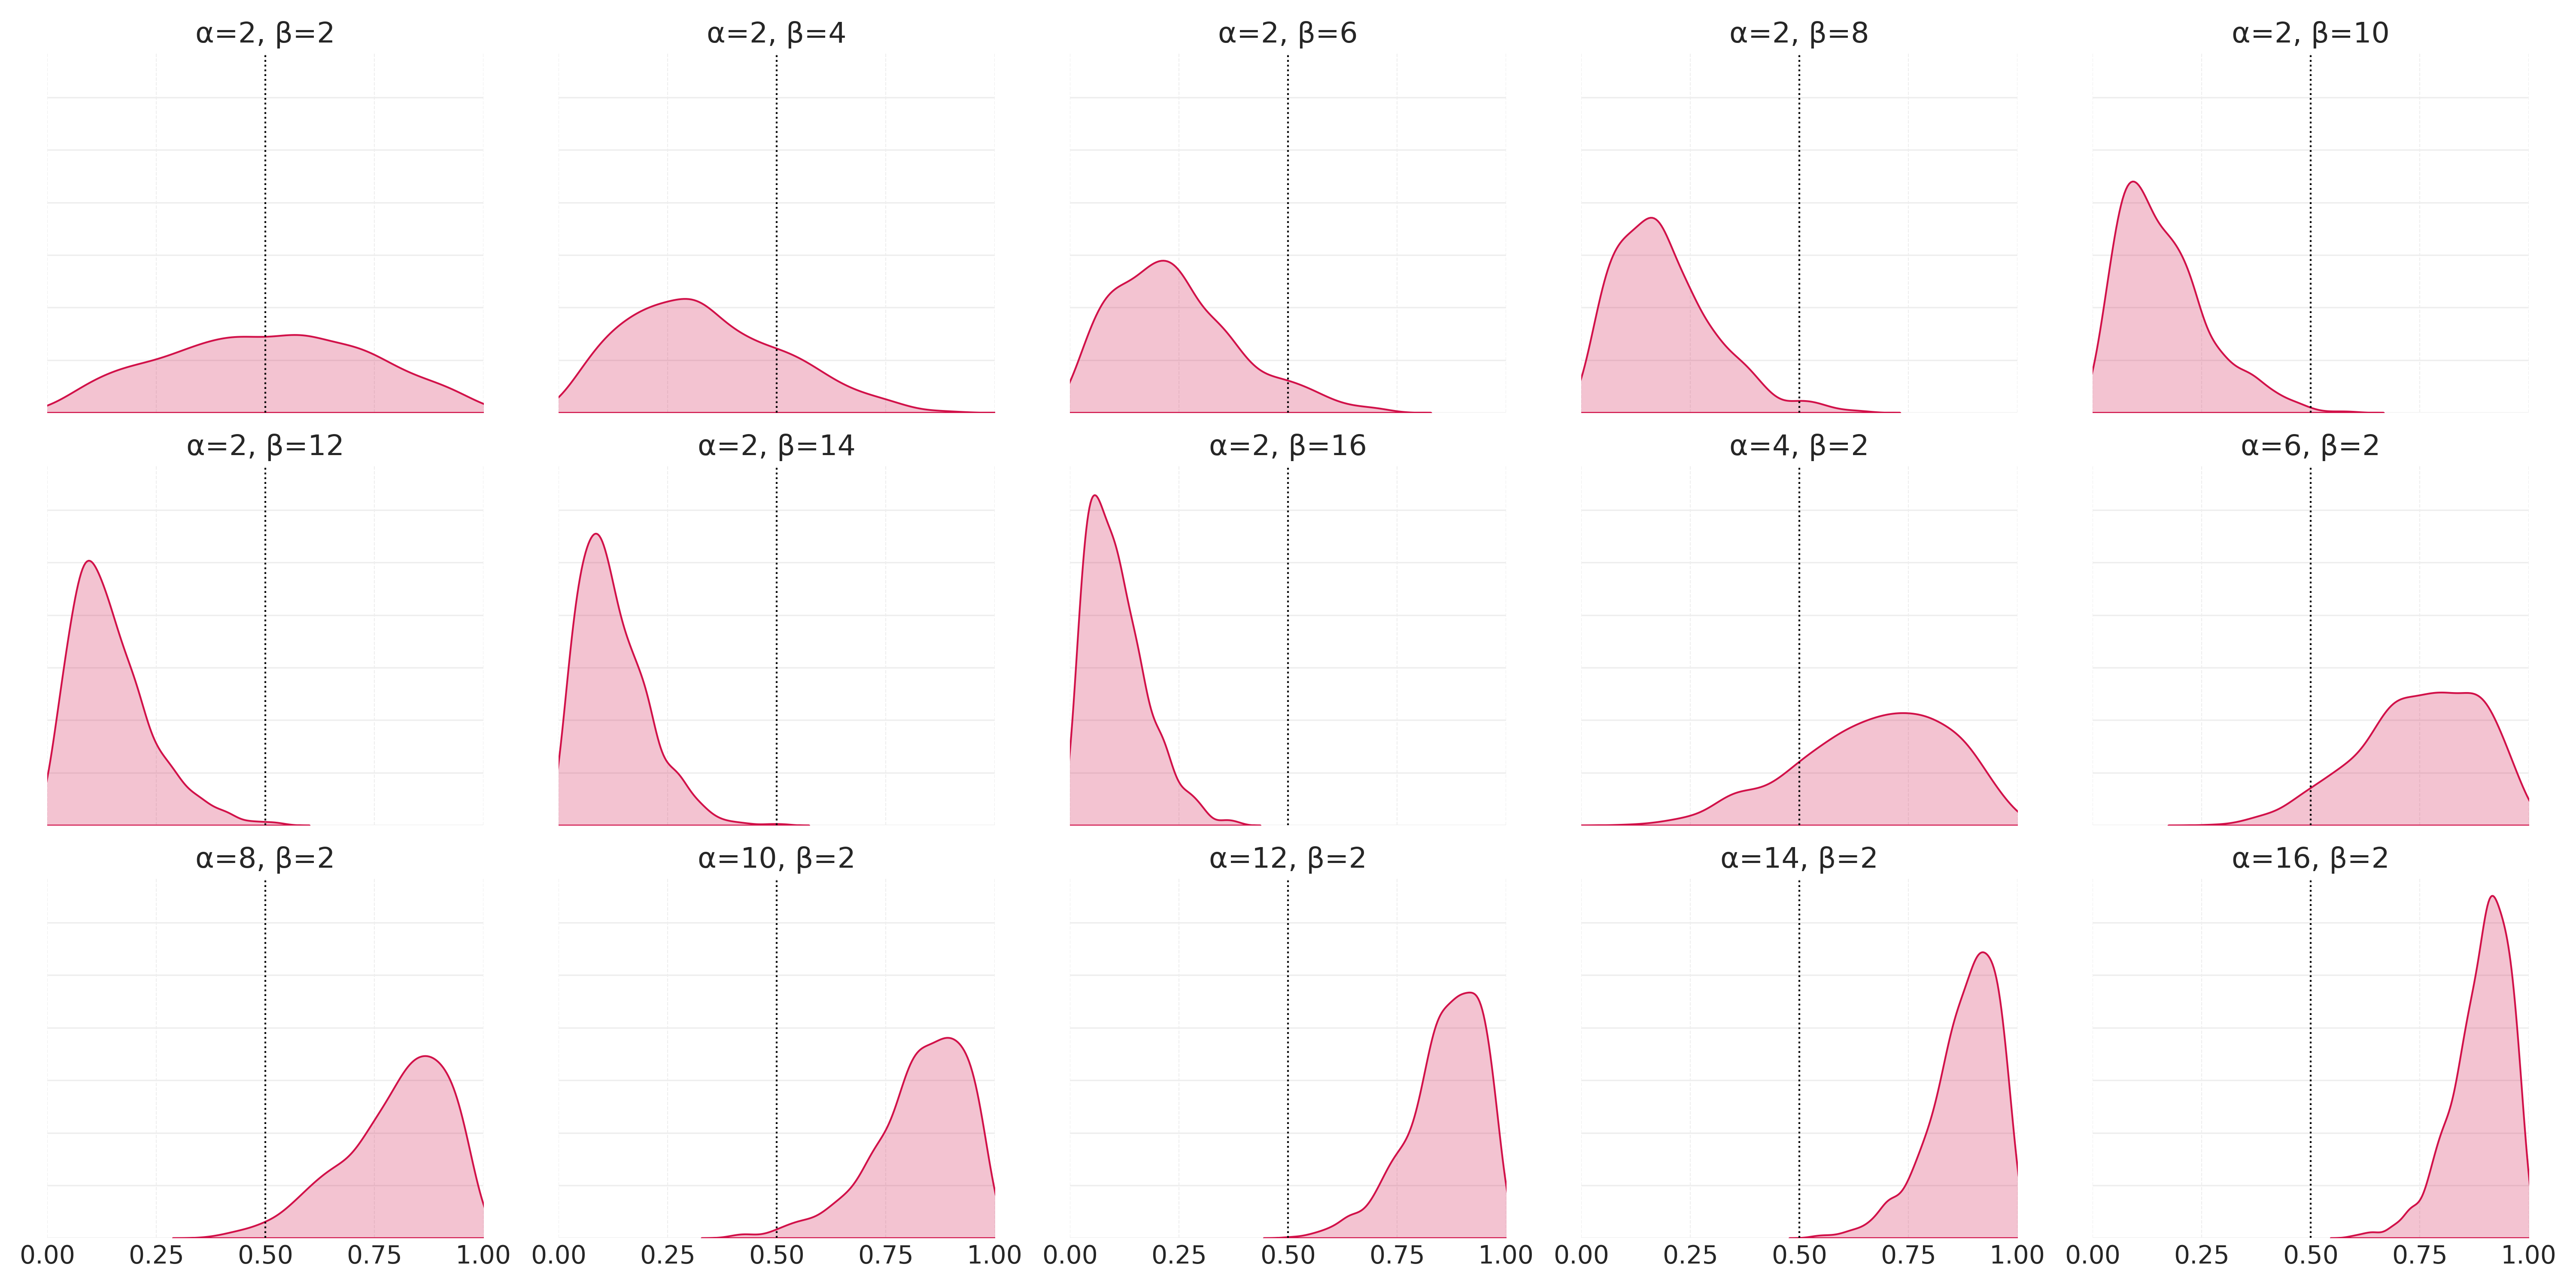 α=2, β=2
α=2, β=4
α=2, β=6
α=2, β=8
α=2, β=10
α=2, β=12
α=2, β=14
α=2, β=16
α=4, β=2
α=6, β=2
α=8, β=2
α=10, β=2
α=12, β=2
α=14, β=2
α=16, β=2
0.00 0.25 0.50 0.75 1.00
0.00 0.25 0.50 0.75 1.00
0.00 0.25 0.50 0.75 1.00
0.00 0.25 0.50 0.75 1.00
0.00 0.25 0.50 0.75 1.00